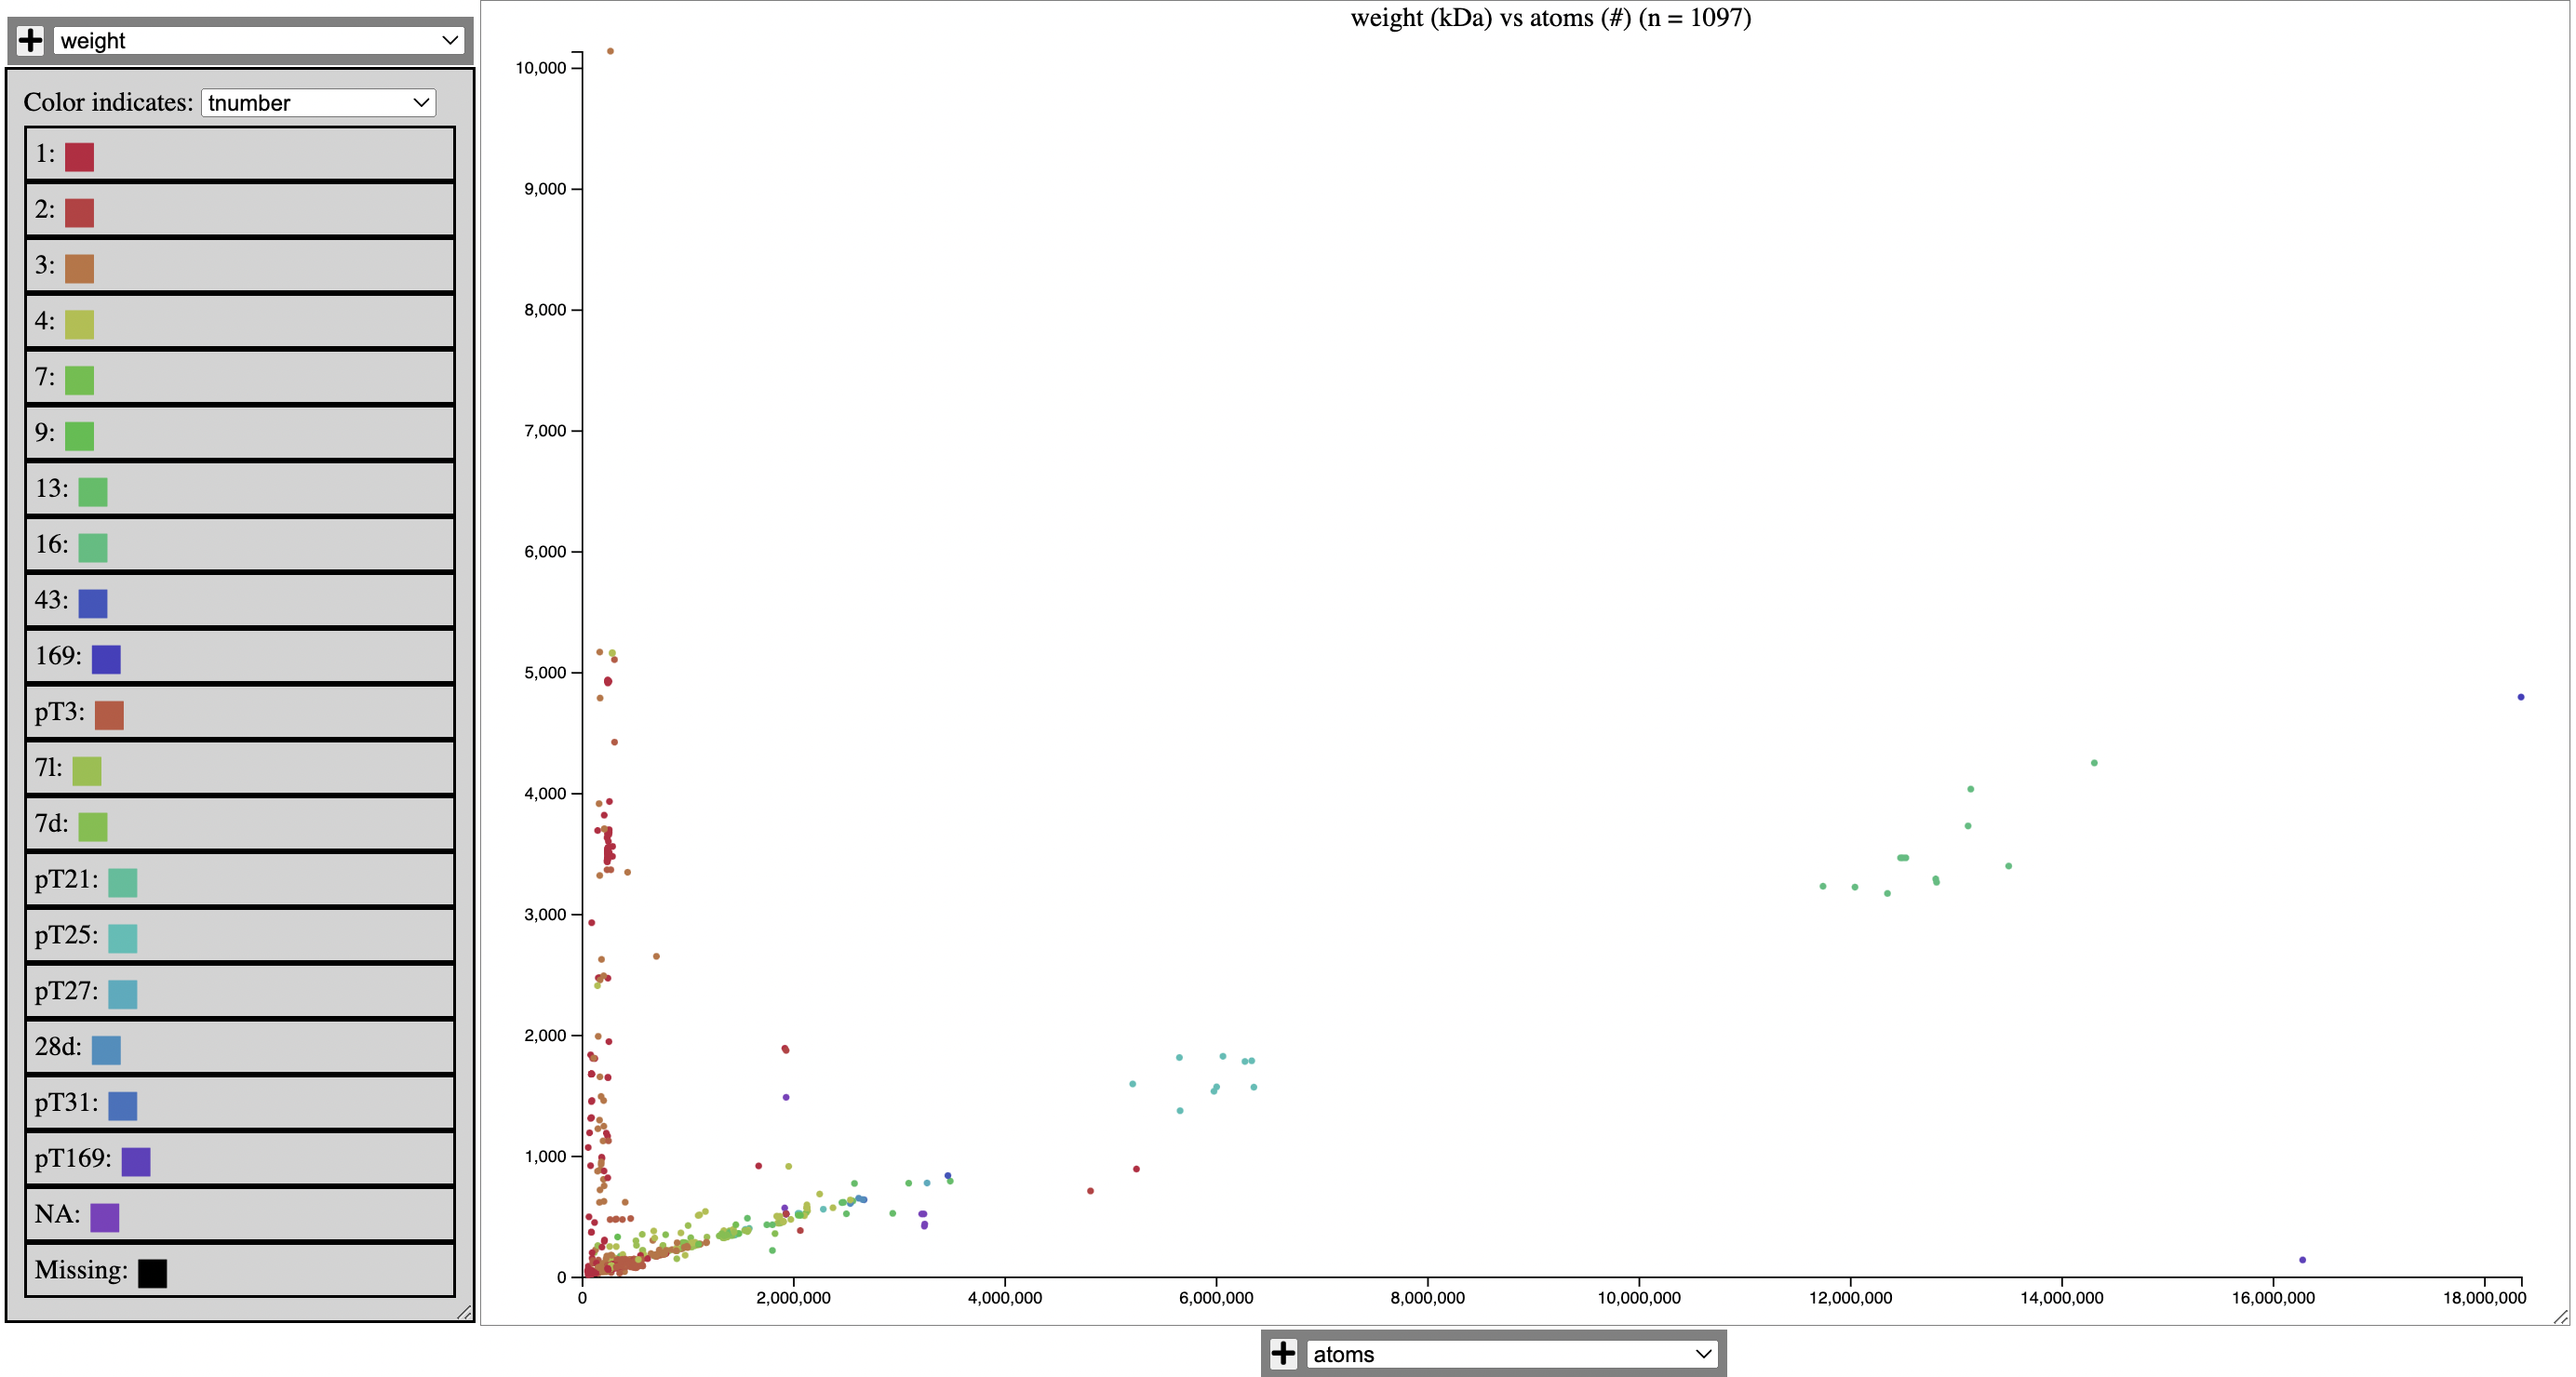 weight
Color indicates: tnumber
1:
2:
3:
4:
7:
9:
13:
16:
43:
169:
pT3:
7l:
7d:
pT21:
pT25:
pT27:
28d:
pT31:
pT169:
NA:
Missing:
weight (kDa) vs atoms (#) (n = 1097)
10,000
9,000
8,000
7,000
6,000
5,000
4,000
3,000
2,000
1,000
0
0 2,000,000 4,000,000 6,000,000 8,000,000 10,000,000 12,000,000 14,000,000 16,000,000 18,000,000
atoms